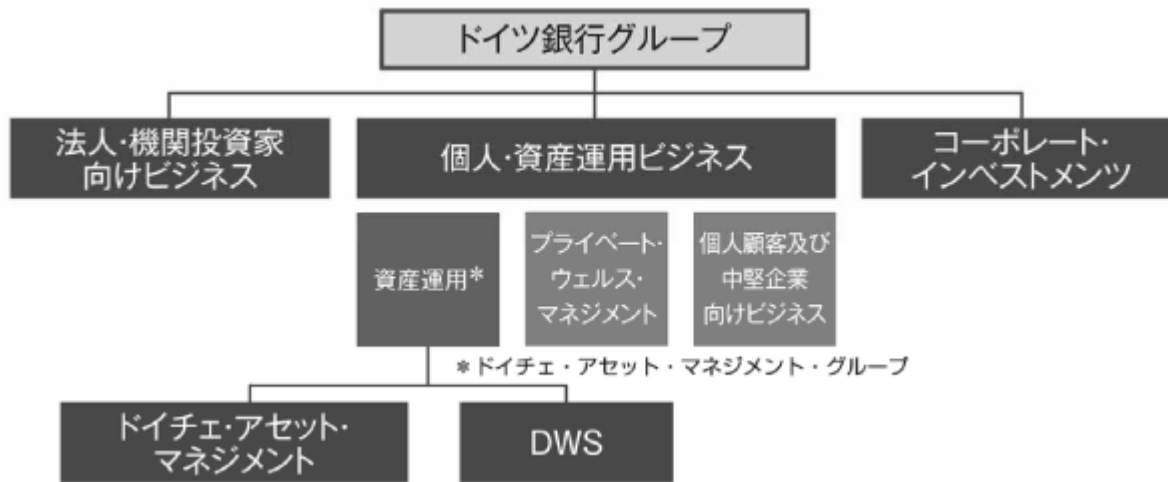 ドイツ銀行グループ
法人・機関投資家
向けビジネス
個人・資産運用ビジネス
コーポレート・
インベストメンツ
資産運用*
プライベート・
ウェルス・
マネジメント
個人顧客及び
中堅企業
向けビジネス
*ドイチェ・アセット・マネジメント・グループ
ドイチェ・アセット・
マネジメント
DWS